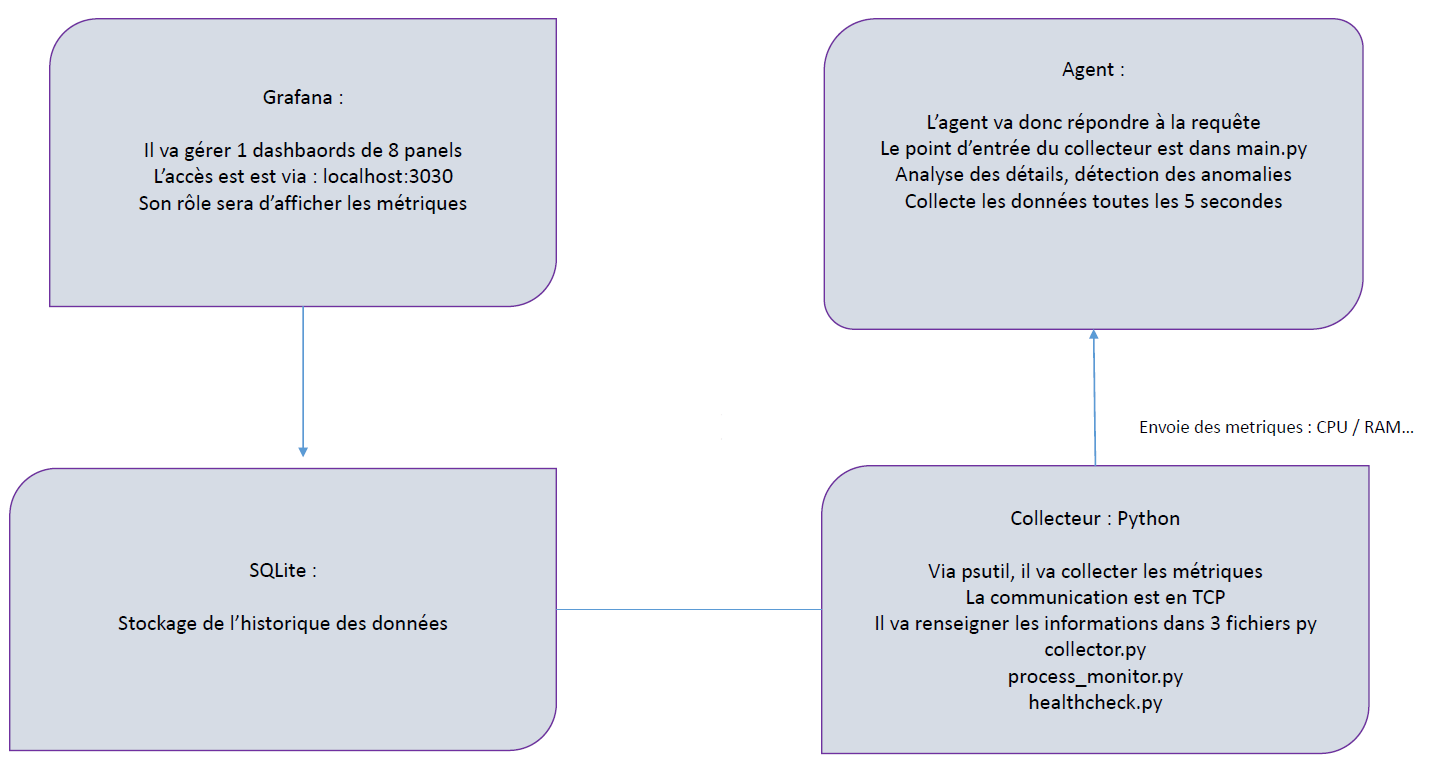 Grafana :
Il va gérer 1 dashbaords de 8 panels
L’accès est est via : localhost:3030
Son rôle sera d’afficher les métriques
Agent :
L’agent va donc répondre à la requête
Le point d’entrée du collecteur est dans main.py
Analyse des détails, détection des anomalies
Collecte les données toutes les 5 secondes
Envoie des metriques : CPU / RAM…
SQLite :
Stockage de l’historique des données
Collecteur : Python
Via psutil, il va collecter les métriques
La communication est en TCP
Il va renseigner les informations dans 3 fichiers py
collector.py
process_monitor.py
healthcheck.py